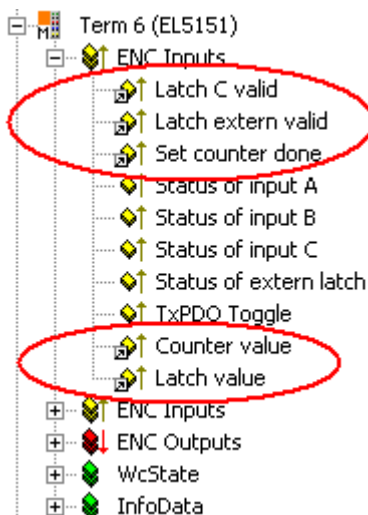 Term 6 (EL5151)
ENC Inputs
Latch C valid
Latch extern valid
Set counter done
Status of input A
Status of input B
Status of input C
Status of extern latch
TxPDO Toggle
Counter value
Latch value
ENC Inputs
ENC Outputs
WcState
InfoData